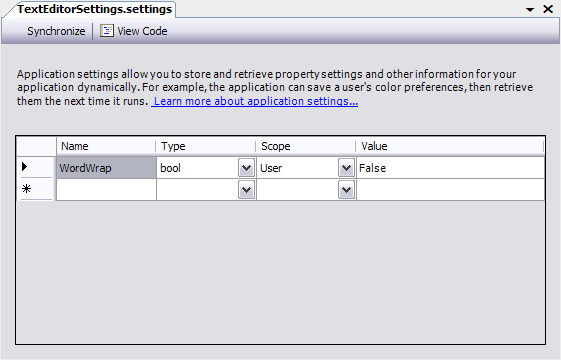 TextEditorSettings.settings
Synchronize View Code
Application settings allow you to store and retrieve property settings and other information for your
application dynamically. For example, the application can save a user's color preferences, then retrieve
them the next time it runs. Learn more about application settings...
Name Type Scope Value
WordWrap bool User False